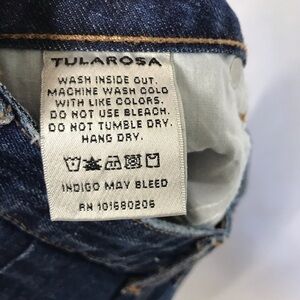 TULAROSA
WASH INSIDE OUT.
MACHINE WASH COLD
WITH LIKE COLORS.
DO NOT USE BLEACH.
DO NOT TUMBLE DRY.
HANG DRY.
INDIGO MAY BLEED
RN 101680206